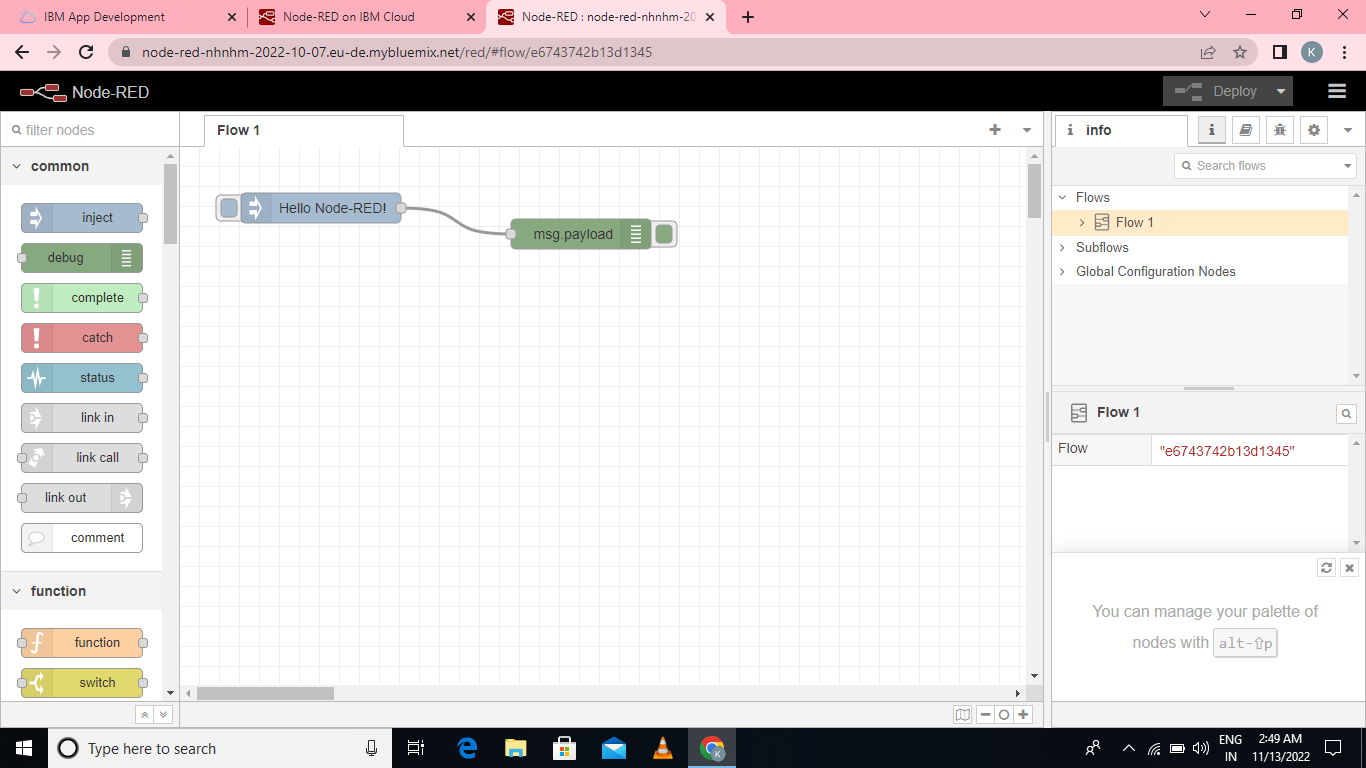 IBM App Development
Node-RED on IBM Cloud
Node-RED : node-red-nhnhm-20
node-red-nhnhm-2022-10-07.eu-de.mybluemix.net/red/#flow/e6743742b13d1345
K
Node-RED
Deploy
filter nodes
Flow 1
info
common
Search flows
inject
debug
complete
catch
status
link in
link call
link out
comment
function
function
switch
Hello Node-RED!
msg.payload
Flows
Flow 1
Subflows
Global Configuration Nodes
Flow 1
Flow "e6743742b13d1345"
You can manage your palette of
nodes with alt-⇧p
Type here to search
K
ENG
IN
2:49 AM
11/13/2022